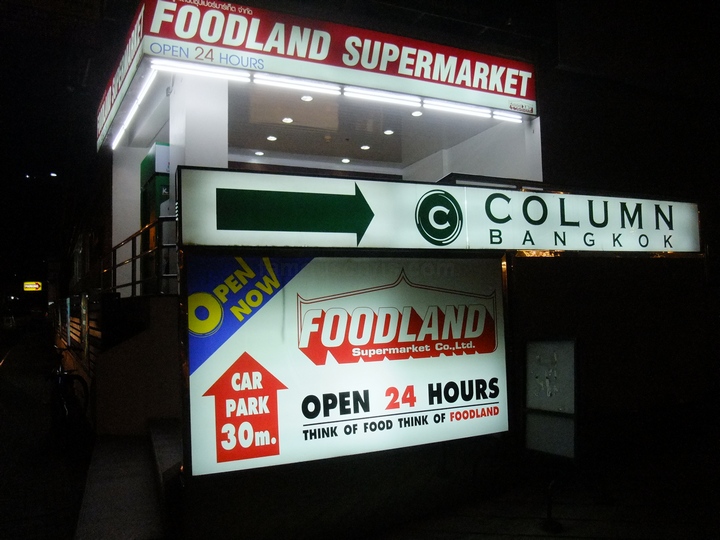 FOODLAND SUPERMARKET
OPEN 24 HOURS
FOODLAND
C COLUMN
BANGKOK
OPEN
NOW
FOODLAND
Supermarket Co.,Ltd.
CAR
PARK
30m.
OPEN 24 HOURS
THINK OF FOOD THINK OF FOODLAND